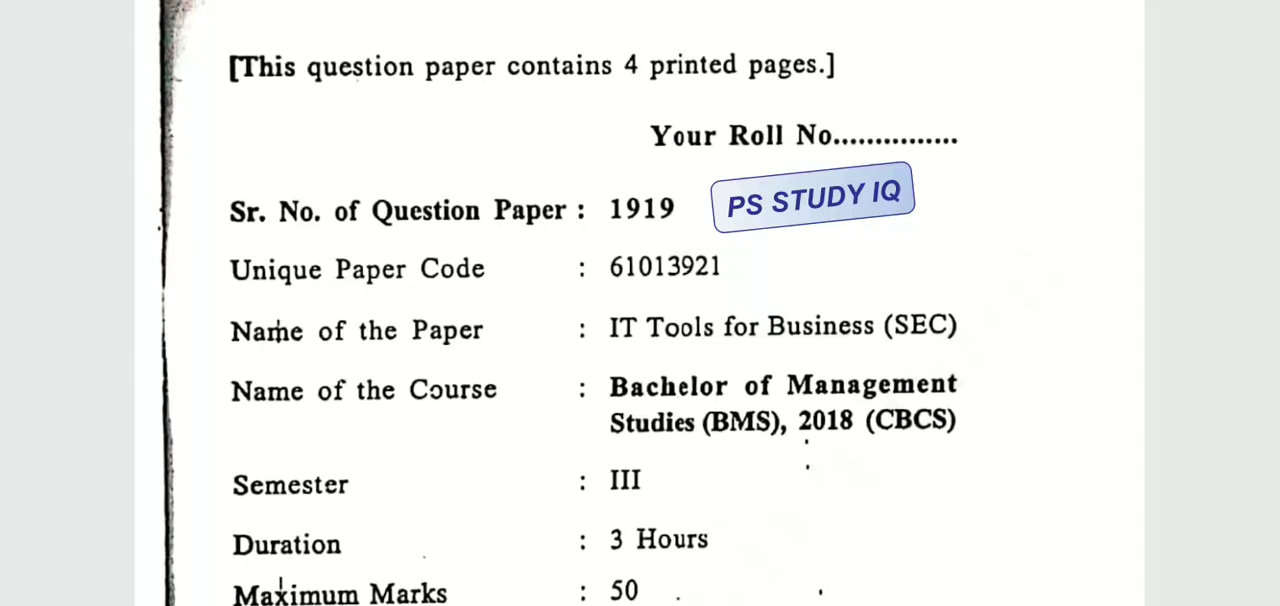 [This question paper contains 4 printed pages.]
Your Roll No...............
Sr. No. of Question Paper : 1919
PS STUDY IQ
Unique Paper Code : 61013921
Name of the Paper : IT Tools for Business (SEC)
Name of the Course : Bachelor of Management
Studies (BMS), 2018 (CBCS)
Semester : III
Duration : 3 Hours
Maximum Marks : 50